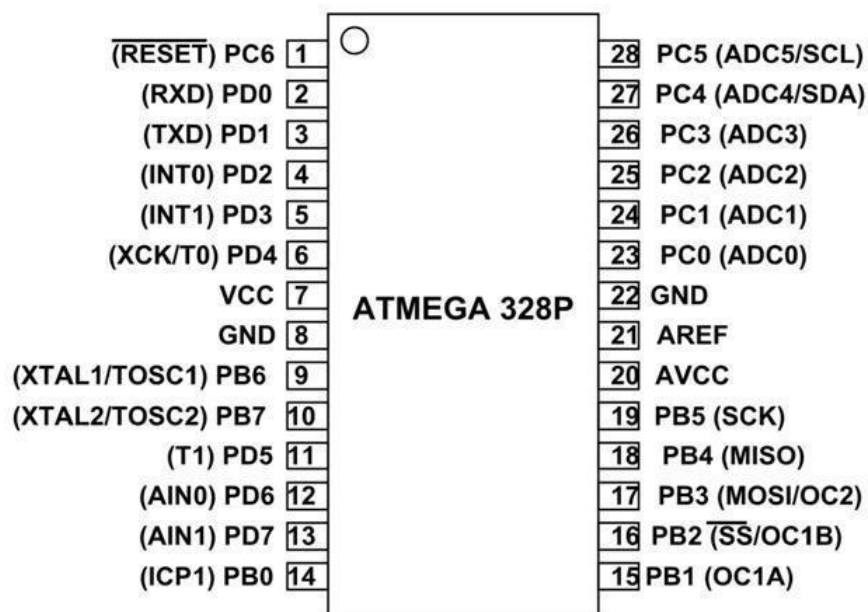 (RESET) PC6 1
(RXD) PD0 2
(TXD) PD1 3
(INT0) PD2 4
(INT1) PD3 5
(XCK/T0) PD4 6
VCC 7
GND 8
(XTAL1/TOSC1) PB6 9
(XTAL2/TOSC2) PB7 10
(T1) PD5 11
(AIN0) PD6 12
(AIN1) PD7 13
(ICP1) PB0 14
ATMEGA 328P
28 PC5 (ADC5/SCL)
27 PC4 (ADC4/SDA)
26 PC3 (ADC3)
25 PC2 (ADC2)
24 PC1 (ADC1)
23 PC0 (ADC0)
22 GND
21 AREF
20 AVCC
19 PB5 (SCK)
18 PB4 (MISO)
17 PB3 (MOSI/OC2)
16 PB2 (SS/OC1B)
15 PB1 (OC1A)